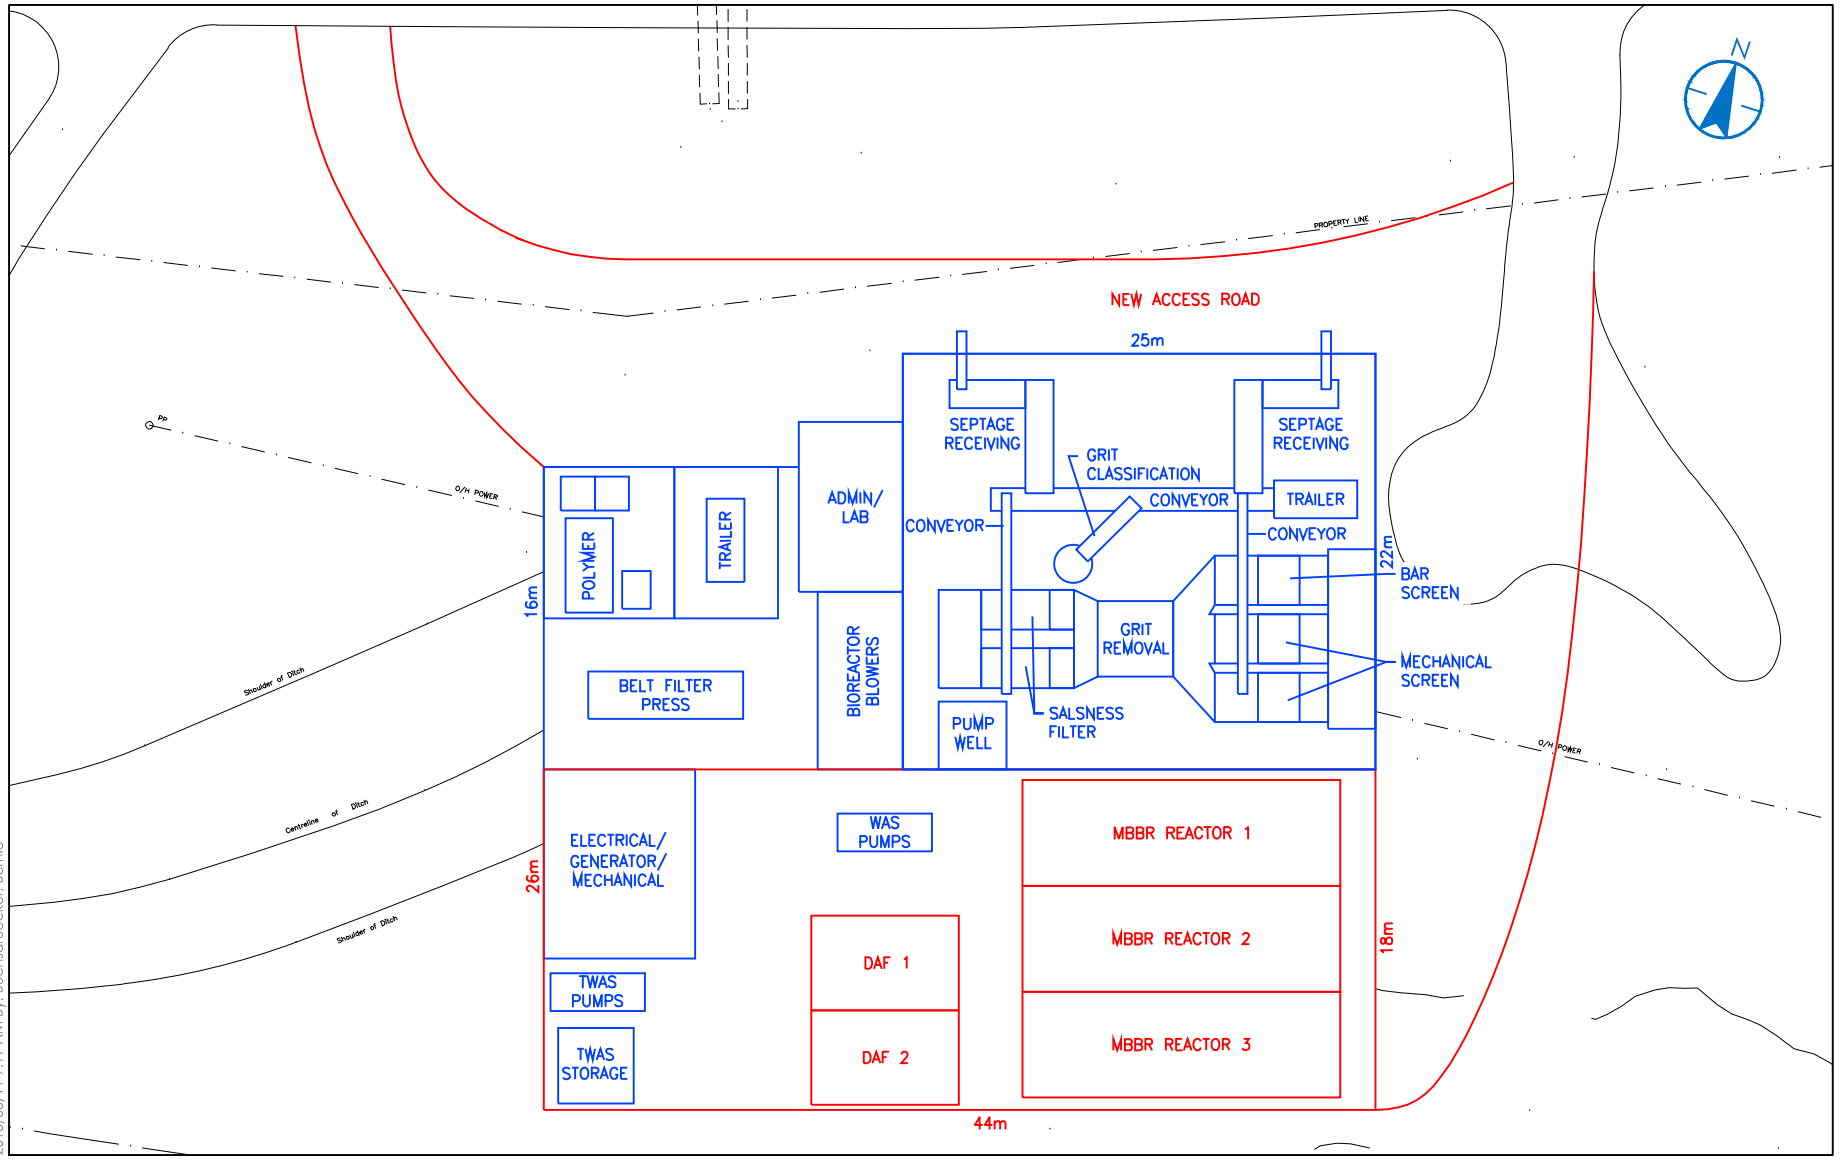 N
PROPERTY LINE
NEW ACCESS ROAD
25m
PP
O/H POWER
SEPTAGE
RECEIVING
SEPTAGE
RECEIVING
GRIT
CLASSIFICATION
CONVEYOR
TRAILER
ADMIN/
LAB
CONVEYOR
CONVEYOR
POLYMER
TRAILER
22m
BAR
SCREEN
16m
GRIT
REMOVAL
MECHANICAL
SCREEN
BIOREACTOR
BLOWERS
BELT FILTER
PRESS
SALSNESS
FILTER
PUMP
WELL
Shoulder of Ditch
O/H POWER
Centreline of Ditch
Shoulder of Ditch
ELECTRICAL/
GENERATOR/
MECHANICAL
WAS
PUMPS
MBBR REACTOR 1
26m
MBBR REACTOR 2
18m
DAF 1
TWAS
PUMPS
MBBR REACTOR 3
DAF 2
TWAS
STORAGE
44m